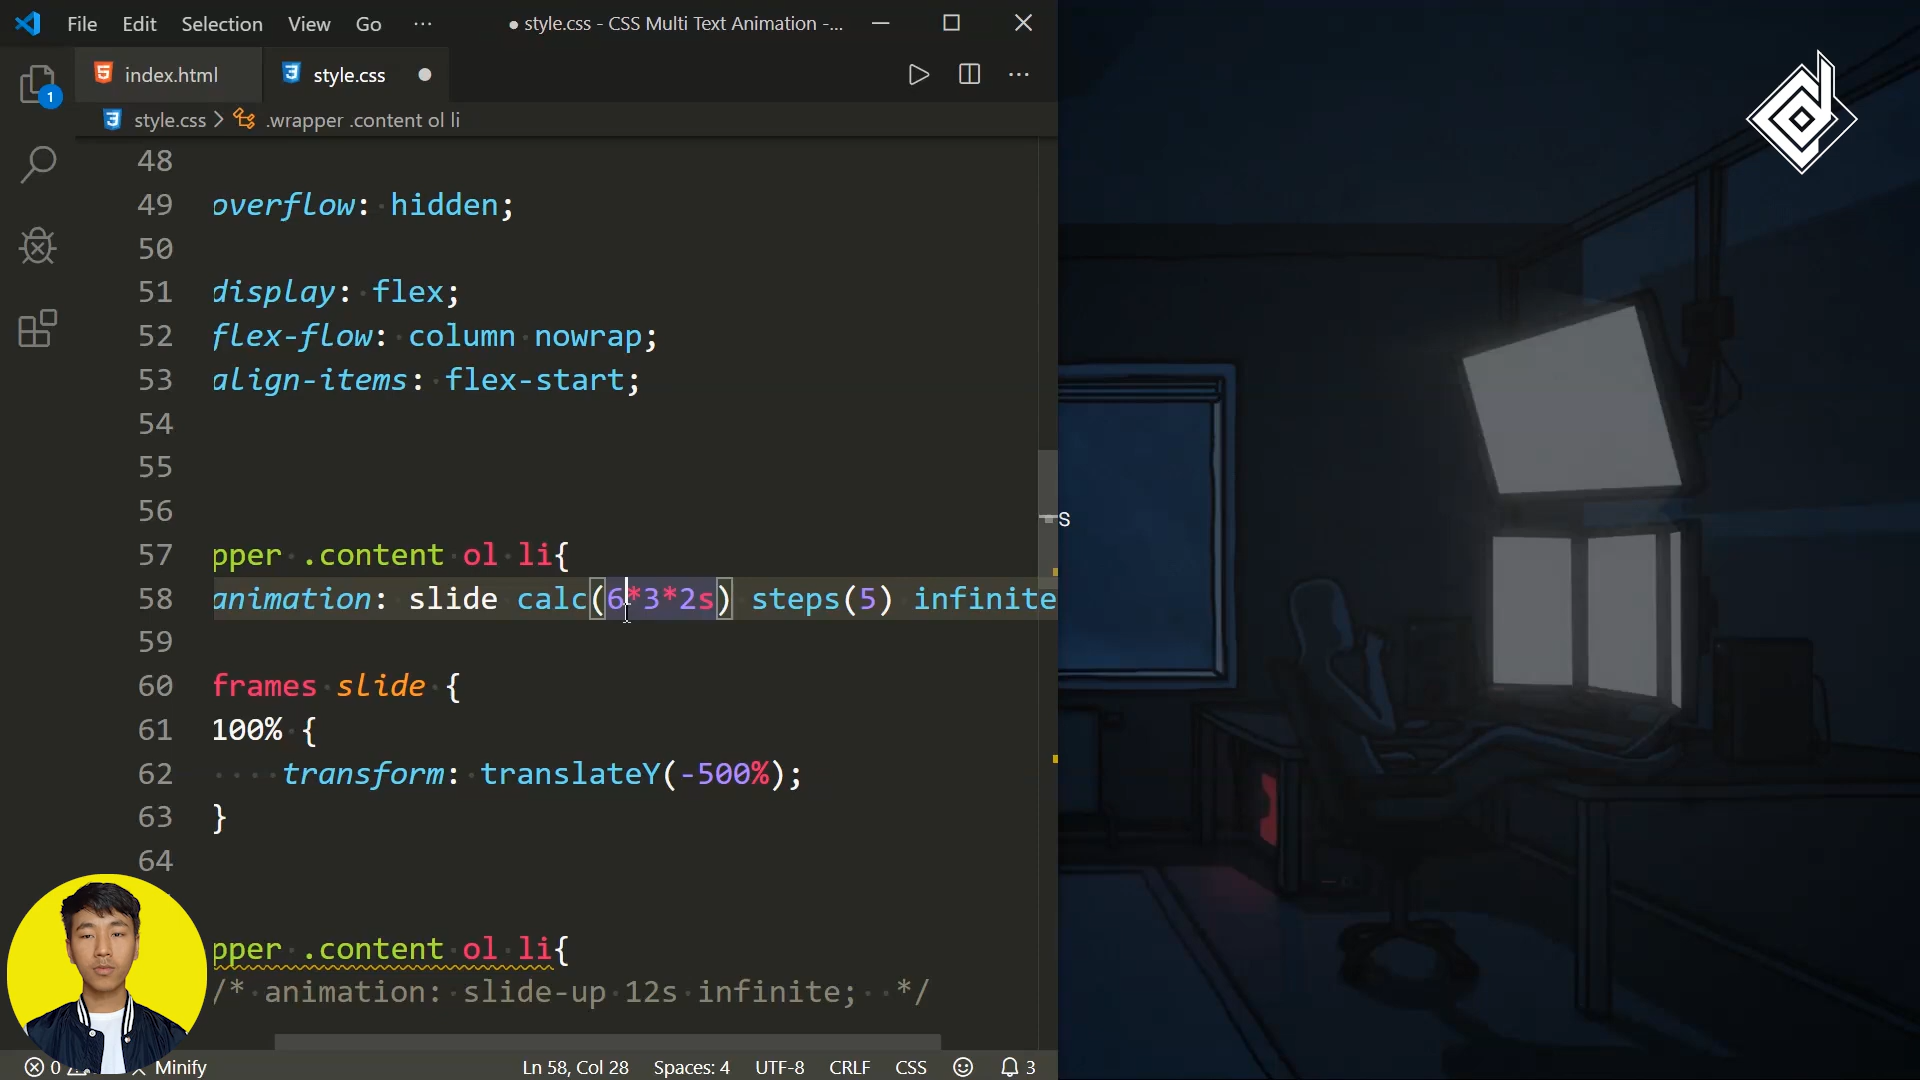 File Edit Selection View Go ··· ● style.css - CSS Multi Text Animation -...
index.html style.css
style.css > .wrapper .content ol li
1
48
49 overflow: hidden;
50
51 display: flex;
52 flex-flow: column nowrap;
53 align-items: flex-start;
54
55
56
s
57 pper .content ol li{
58 animation: slide calc(6*3*2s) steps(5) infinite
59
60 frames slide {
61 100% {
62 transform: translateY(-500%);
63 }
64
pper .content ol li{
/* animation: slide-up 12s infinite; */
0 Minify Ln 58, Col 28 Spaces: 4 UTF-8 CRLF CSS 3